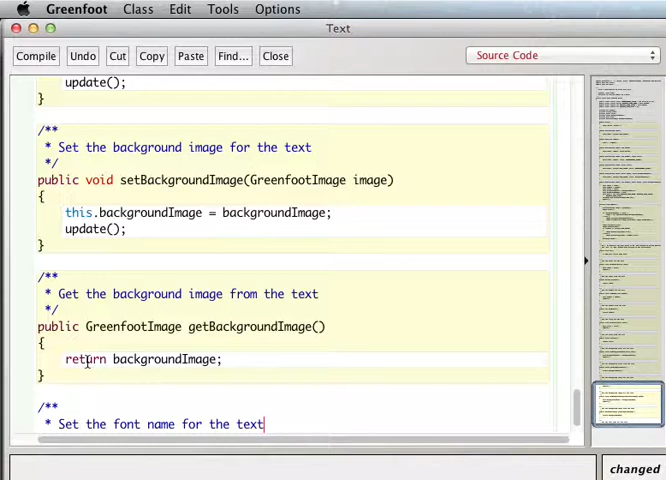 Greenfoot Class Edit Tools Options
Text
Compile Undo Cut Copy Paste Find... Close Source Code
update();
}
/**
* Set the background image for the text
*/
public void setBackgroundImage(GreenfootImage image)
{
this.backgroundImage = backgroundImage;
update();
}
/**
* Get the background image from the text
*/
public GreenfootImage getBackgroundImage()
{
return backgroundImage;
}
/**
* Set the font name for the text
changed